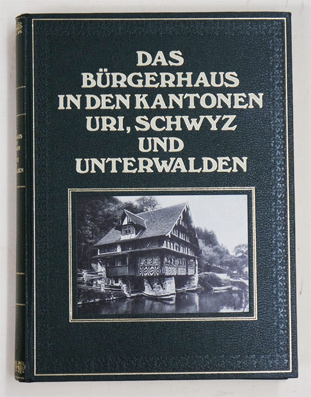 DAS
BÜRGERHAUS
IN DEN KANTONEN
URI, SCHWYZ
UND
UNTERWALDEN